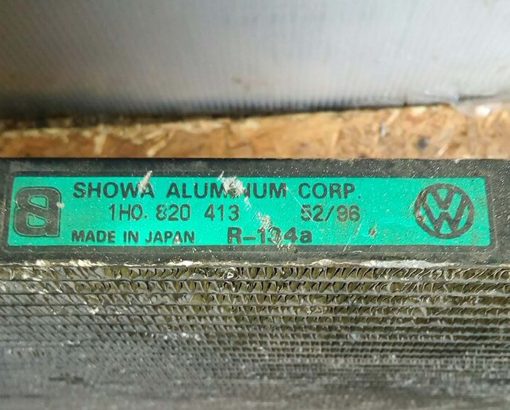 SHOWA ALUMINUM CORP.
1H0. 820 413 52/96
MADE IN JAPAN R-134a